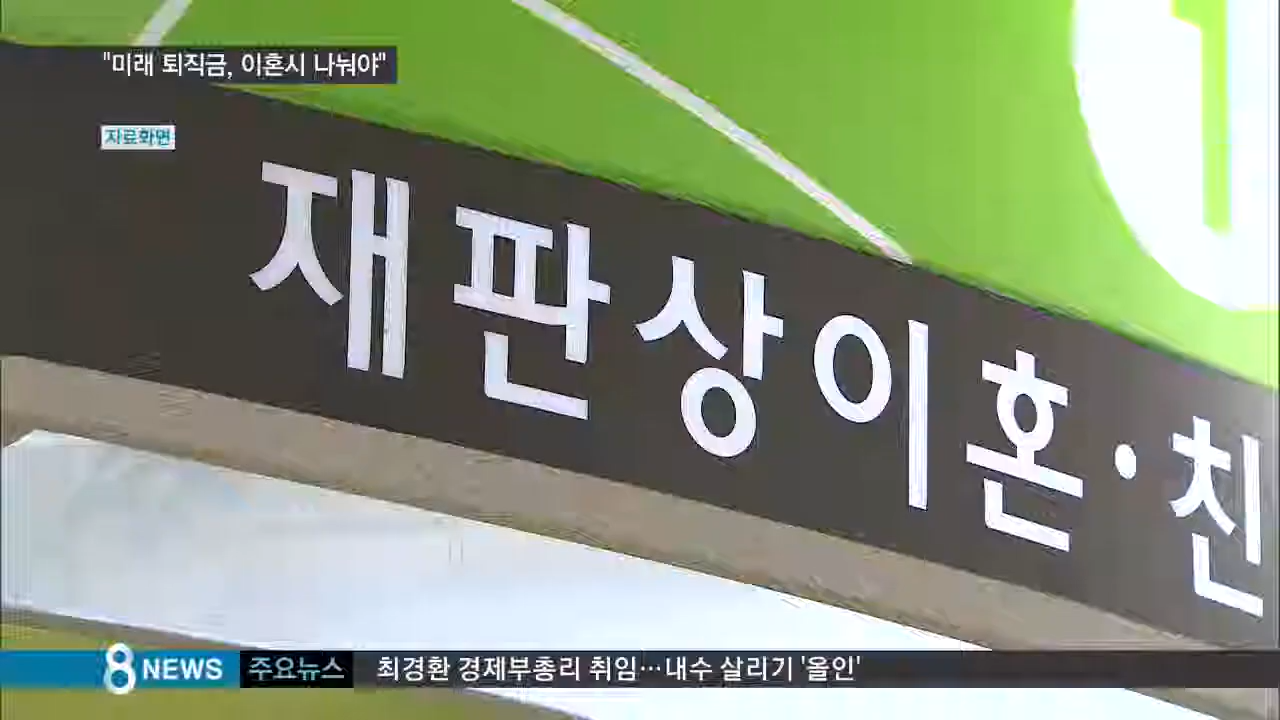 "미래 퇴직금, 이혼시 나눠야"
자료화면
재판상이혼·친
8 NEWS 주요뉴스 최경환 경제부총리 취임…내수 살리기 '올인'